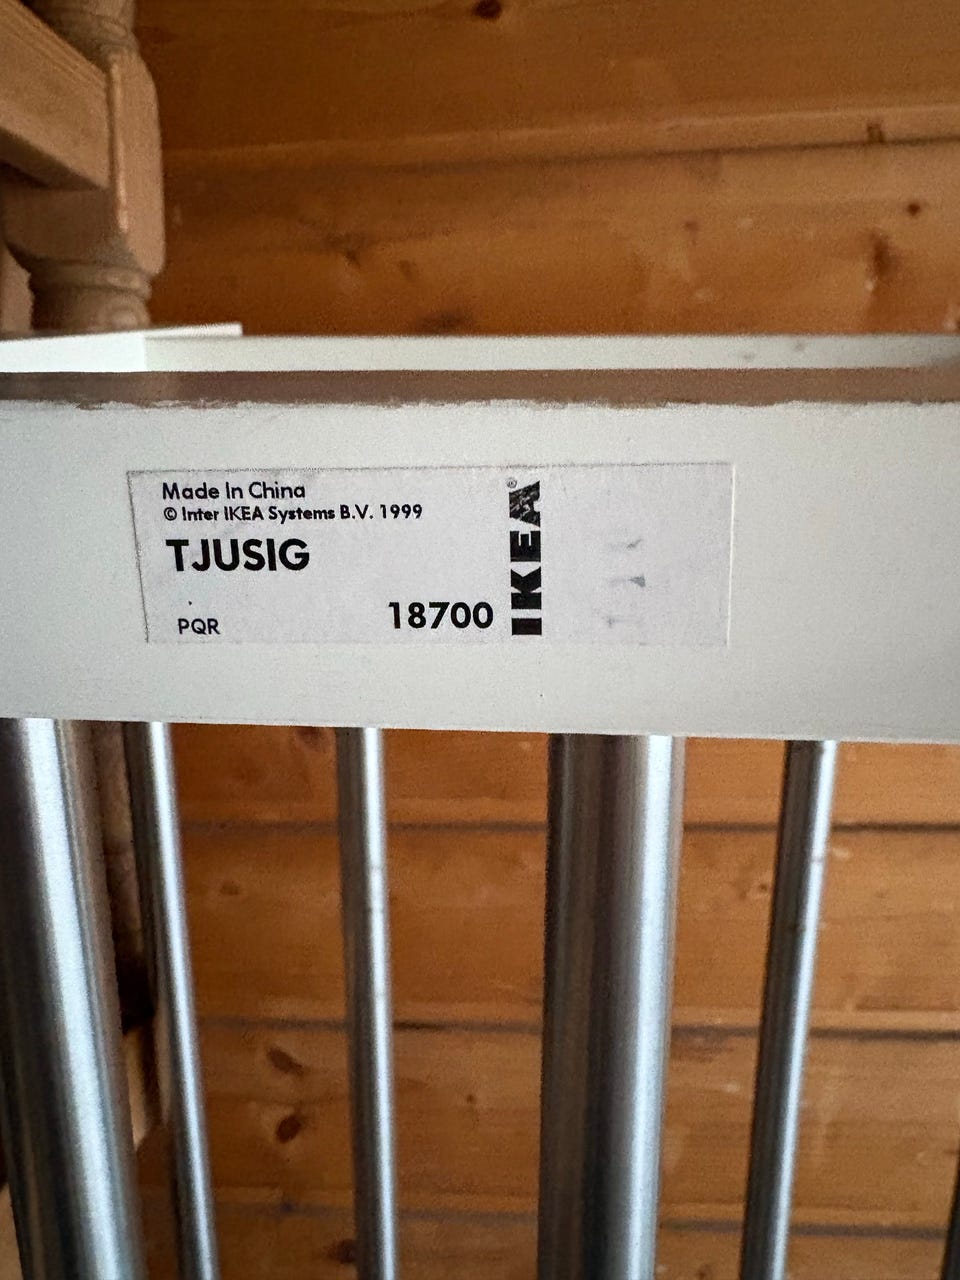 Made In China
© Inter IKEA Systems B.V. 1999
TJUSIG
PQR
18700
IKEA®